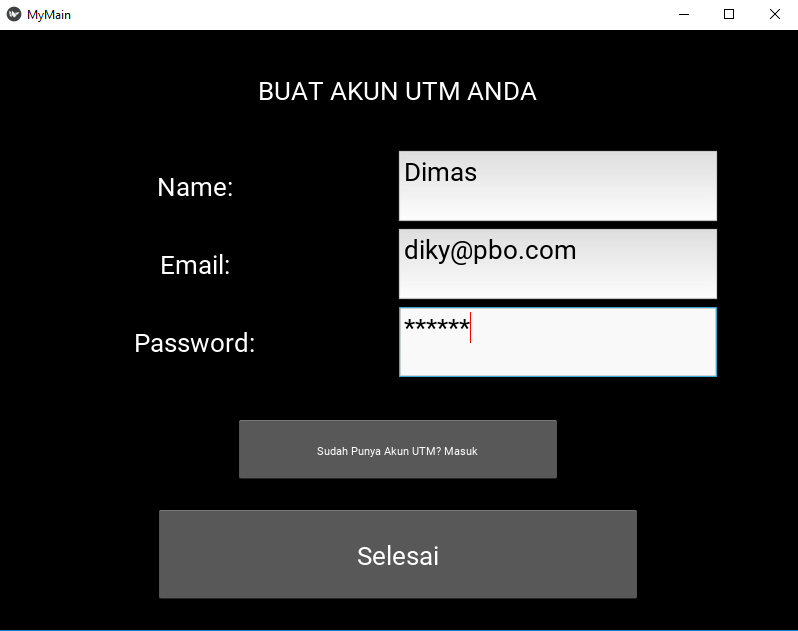 MyMain
BUAT AKUN UTM ANDA
Name:
Dimas
Email:
diky@pbo.com
Password:
******
Sudah Punya Akun UTM? Masuk
Selesai